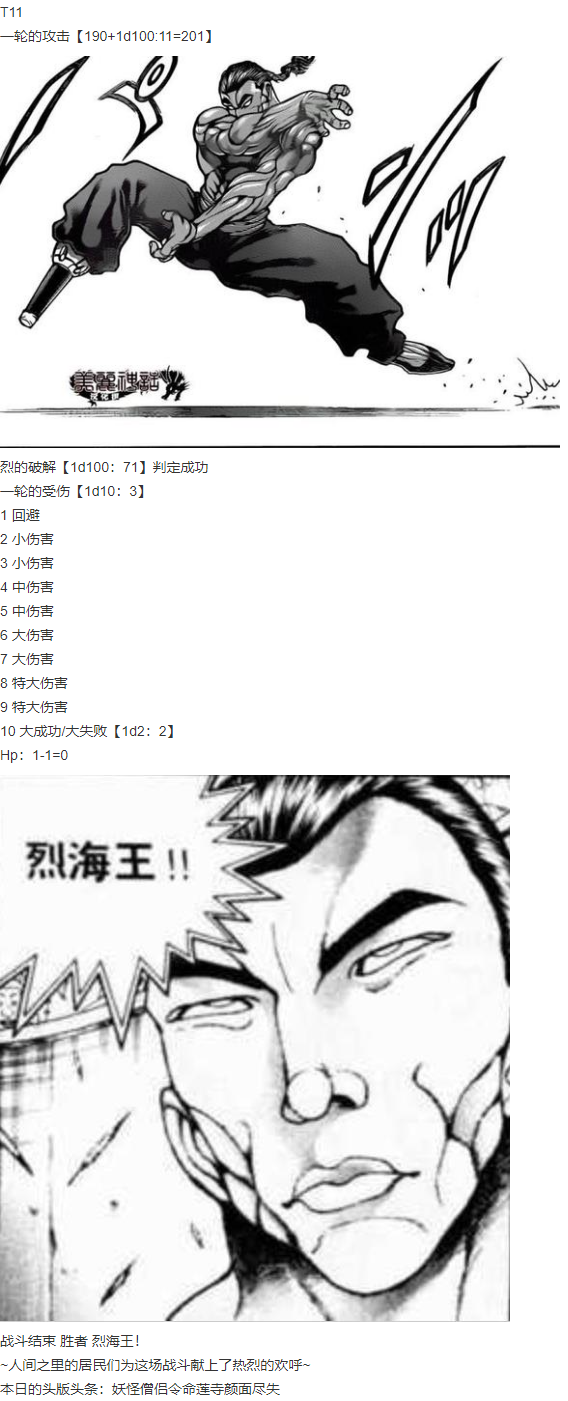 T11
一轮的攻击【190+1d100:11=201】
美丽神话
汉化组
烈的破解【1d100：71】判定成功
一轮的受伤【1d10：3】
1 回避
2 小伤害
3 小伤害
4 中伤害
5 中伤害
6 大伤害
7 大伤害
8 特大伤害
9 特大伤害
10 大成功/大失败【1d2：2】
Hp：1-1=0
烈海王!!
战斗结束 胜者 烈海王！
~人间之里的居民们为这场战斗献上了热烈的欢呼~
本日的头版头条：妖怪僧侣令命莲寺颜面尽失